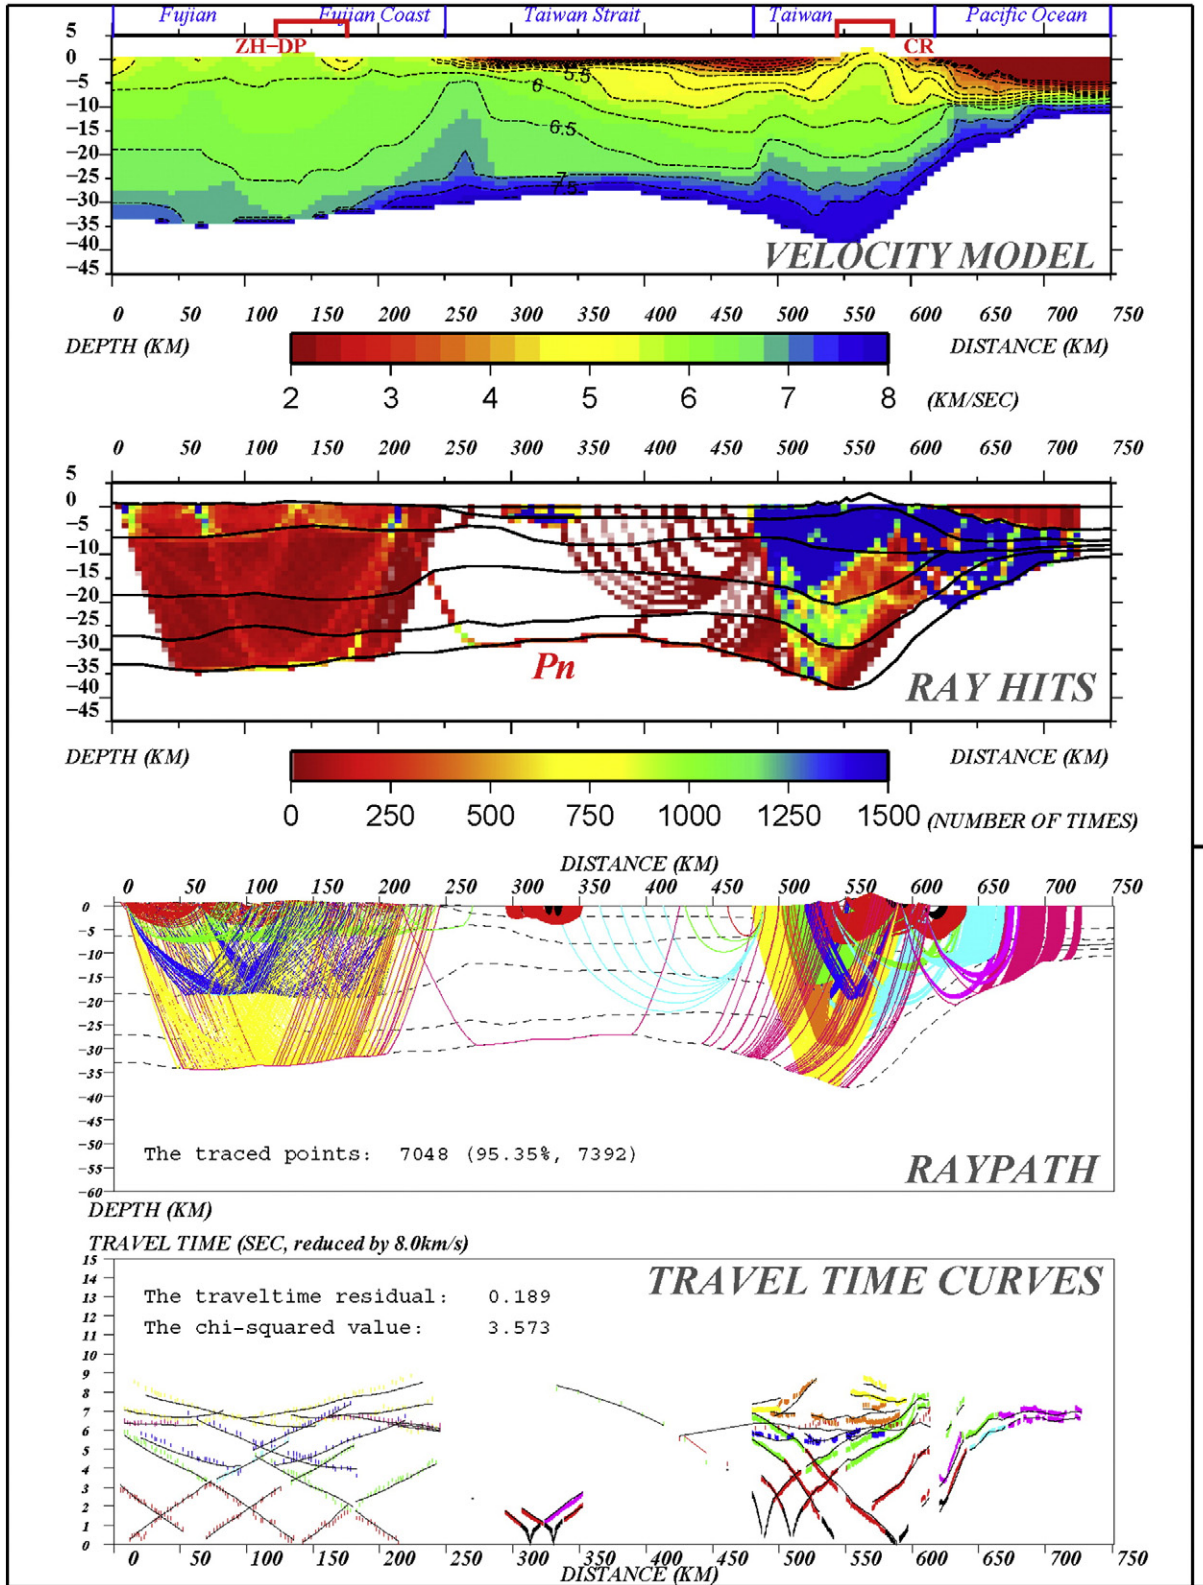 Fujian Fujian Coast Taiwan Strait Taiwan Pacific Ocean
ZH-DP CR
5
0
-5
-10
-15
-20
-25
-30
-35
-40
-45
5.5
6
6.5
7
7.5
VELOCITY MODEL
0 50 100 150 200 250 300 350 400 450 500 550 600 650 700 750
DEPTH (KM) DISTANCE (KM)
2 3 4 5 6 7 8 (KM/SEC)
0 50 100 150 200 250 300 350 400 450 500 550 600 650 700 750
5
0
-5
-10
-15
-20
-25
-30
-35
-40
-45
Pn
RAY HITS
DEPTH (KM) DISTANCE (KM)
0 250 500 750 1000 1250 1500 (NUMBER OF TIMES)
DISTANCE (KM)
0 50 100 150 200 250 300 350 400 450 500 550 600 650 700 750
0
-5
-10
-15
-20
-25
-30
-35
-40
-45
-50
-55
-60
The traced points: 7048 (95.35%, 7392)
RAYPATH
DEPTH (KM)
TRAVEL TIME (SEC, reduced by 8.0km/s)
15
14
13
12
11
10
9
8
7
6
5
4
3
2
1
0
TRAVEL TIME CURVES
The traveltime residual: 0.189
The chi-squared value: 3.573
0 50 100 150 200 250 300 350 400 450 500 550 600 650 700 750
DISTANCE (KM)